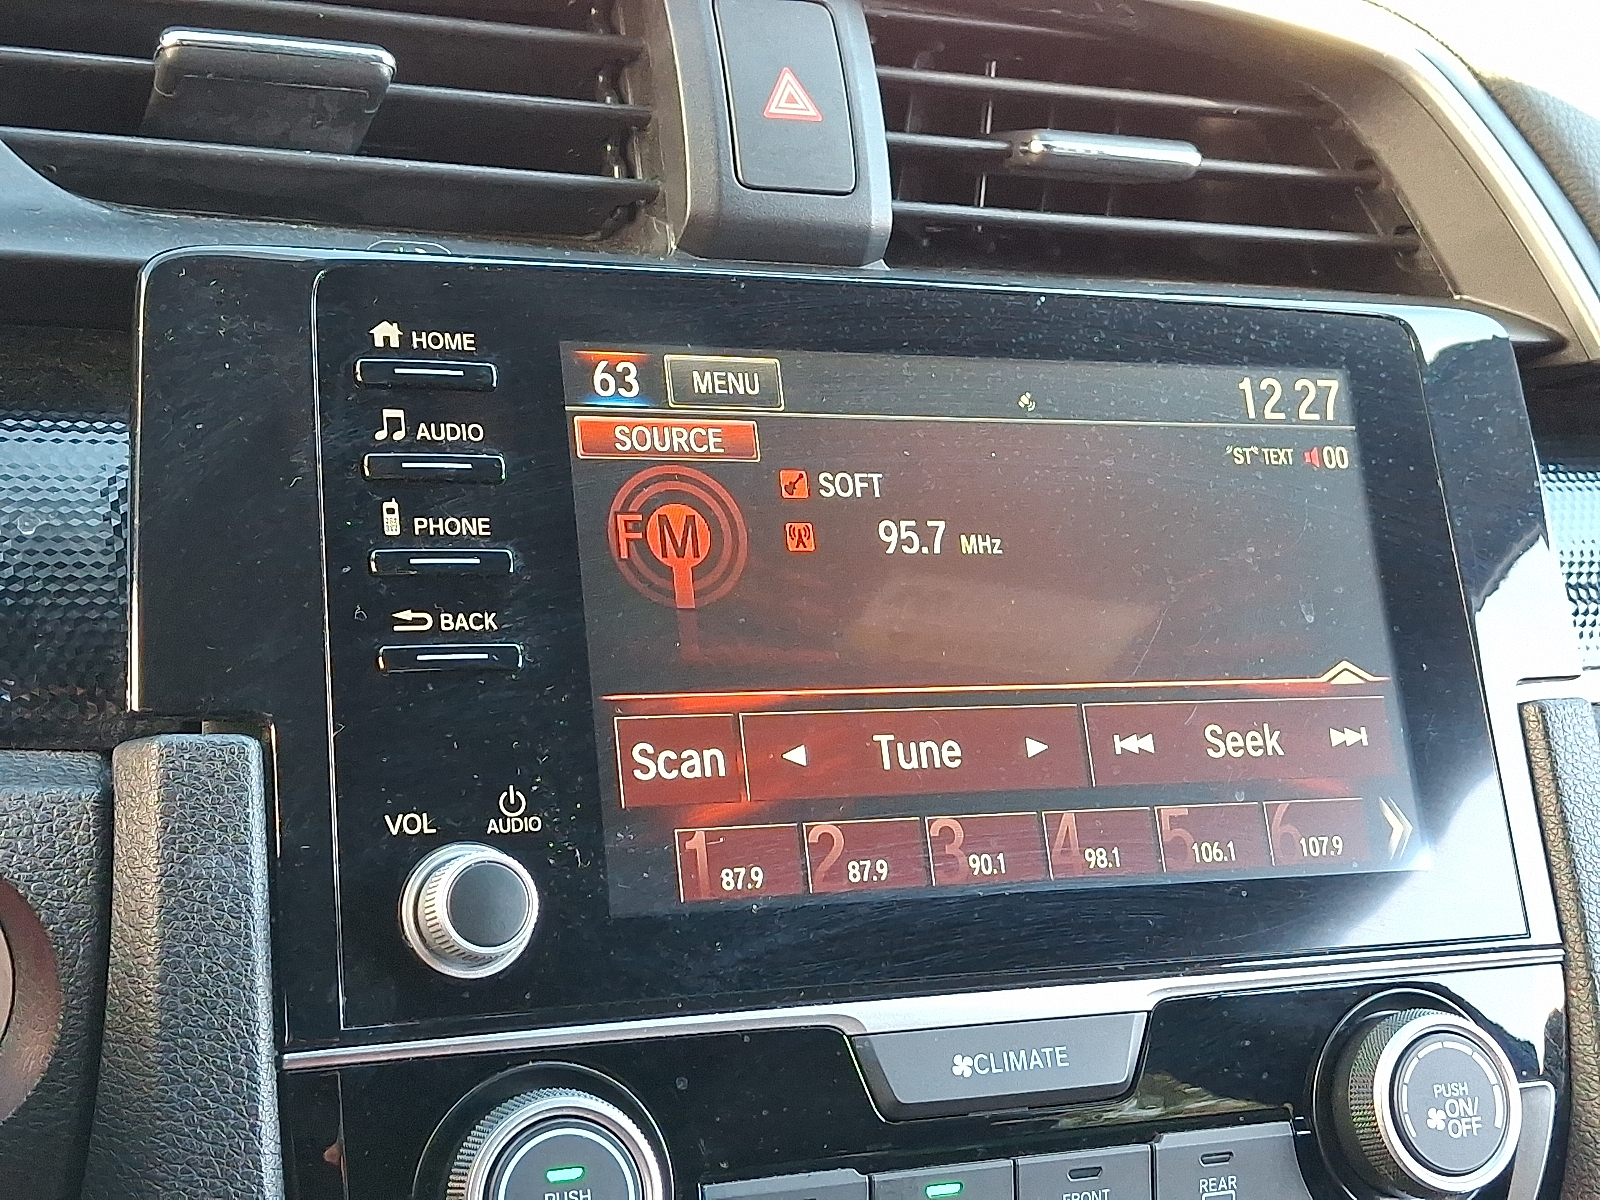 HOME
AUDIO
PHONE
BACK
VOL
AUDIO
63 MENU 12 27
SOURCE
"ST" TEXT 00
SOFT
FM
95.7 MHz
Scan Tune Seek
1 87.9 2 87.9 3 90.1 4 98.1 5 106.1 6 107.9
CLIMATE
PUSH
ON/
OFF
PUSH
FRONT
REAR